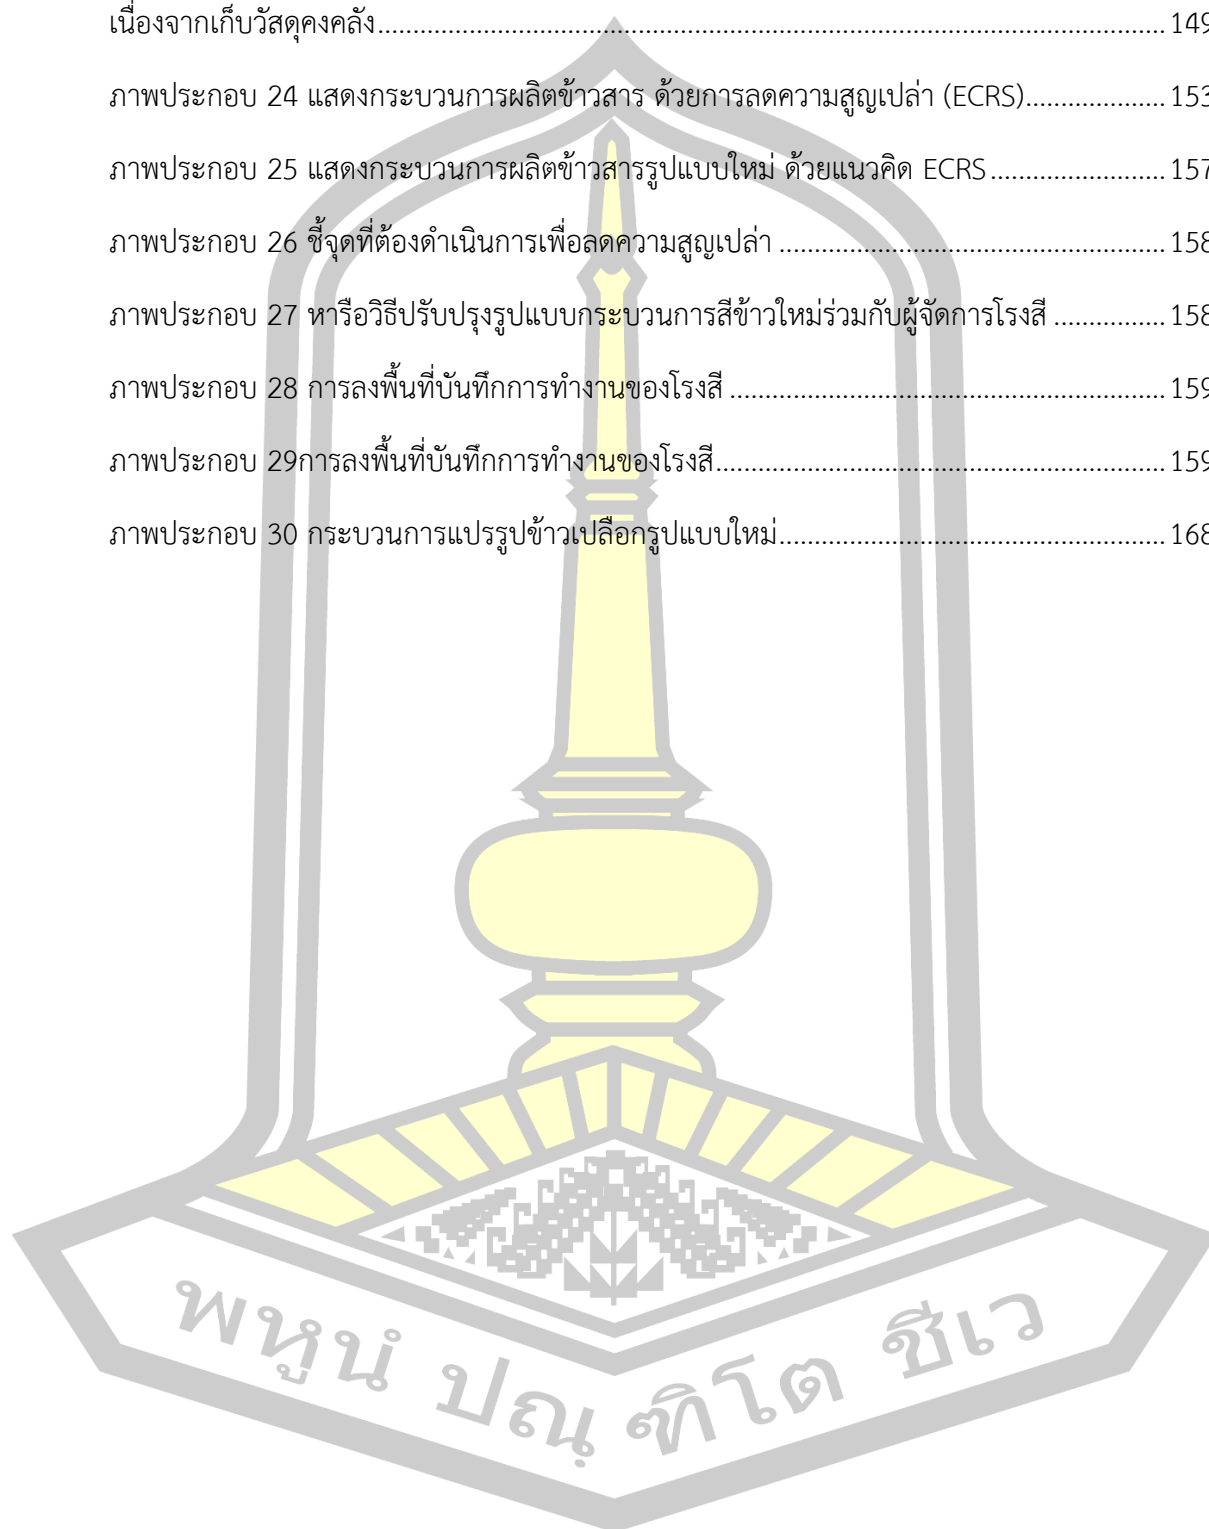 เนื่องจากเก็บวัสดุคงคลัง.......................................................................................................... 149
ภาพประกอบ 24 แสดงกระบวนการผลิตข้าวสาร ด้วยการลดความสูญเปล่า (ECRS)................... 153
ภาพประกอบ 25 แสดงกระบวนการผลิตข้าวสารรูปแบบใหม่ ด้วยแนวคิด ECRS........................ 157
ภาพประกอบ 26 ชี้จุดที่ต้องดำเนินการเพื่อลดความสูญเปล่า .................................................... 158
ภาพประกอบ 27 หารือวิธีปรับปรุงรูปแบบกระบวนการสีข้าวใหม่ร่วมกับผู้จัดการโรงสี ............... 158
ภาพประกอบ 28 การลงพื้นที่บันทึกการทำงานของโรงสี ........................................................... 159
ภาพประกอบ 29การลงพื้นที่บันทึกการทำงานของโรงสี............................................................. 159
ภาพประกอบ 30 กระบวนการแปรรูปข้าวเปลือกรูปแบบใหม่.................................................... 168
พหูนํ ปณฺฑิโต ชีเว